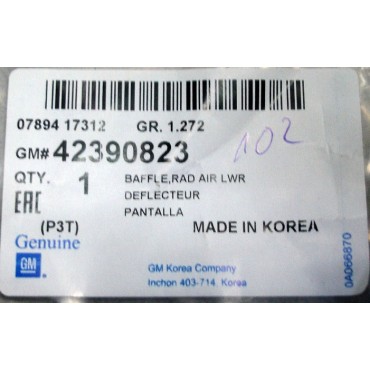 07894 17312 GR. 1.272
102
GM# 42390823
QTY. 1 BAFFLE,RAD AIR LWR
DEFLECTEUR
PANTALLA
EAC (P3T) MADE IN KOREA
Genuine
GM
GM Korea Company
Inchon 403-714. Korea
0A066870